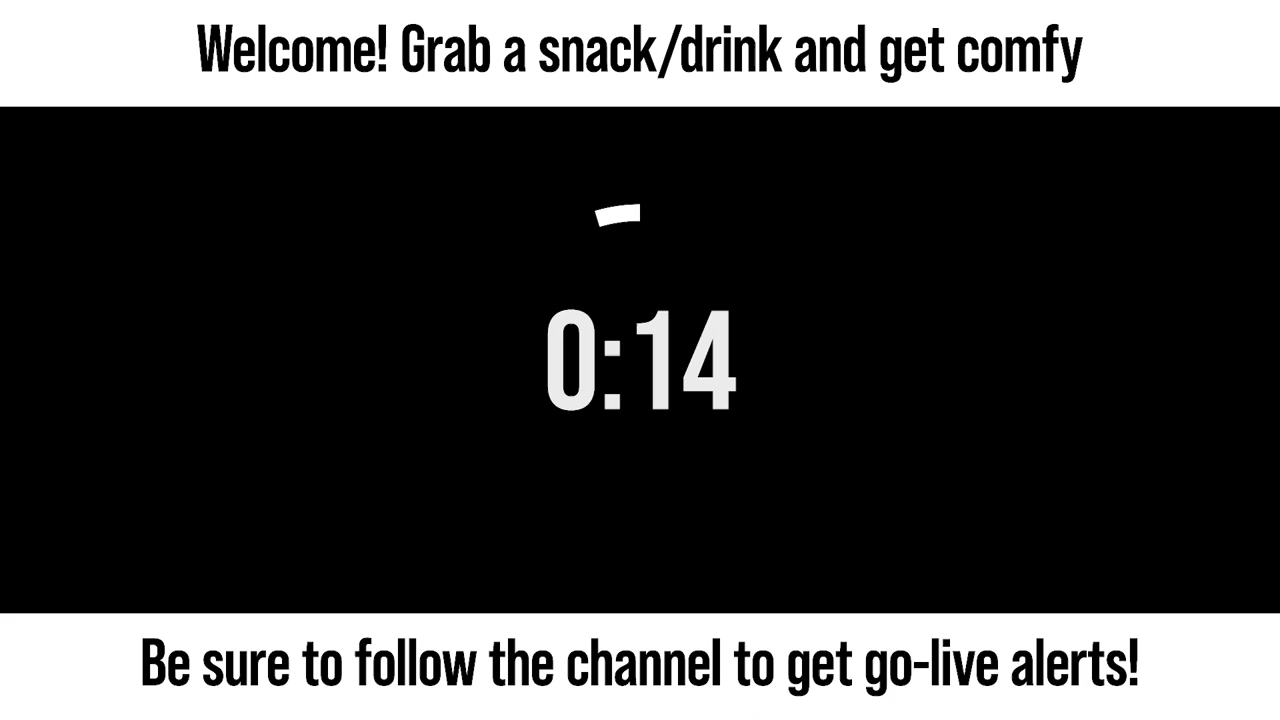 Welcome! Grab a snack/drink and get comfy
0:14
Be sure to follow the channel to get go-live alerts!